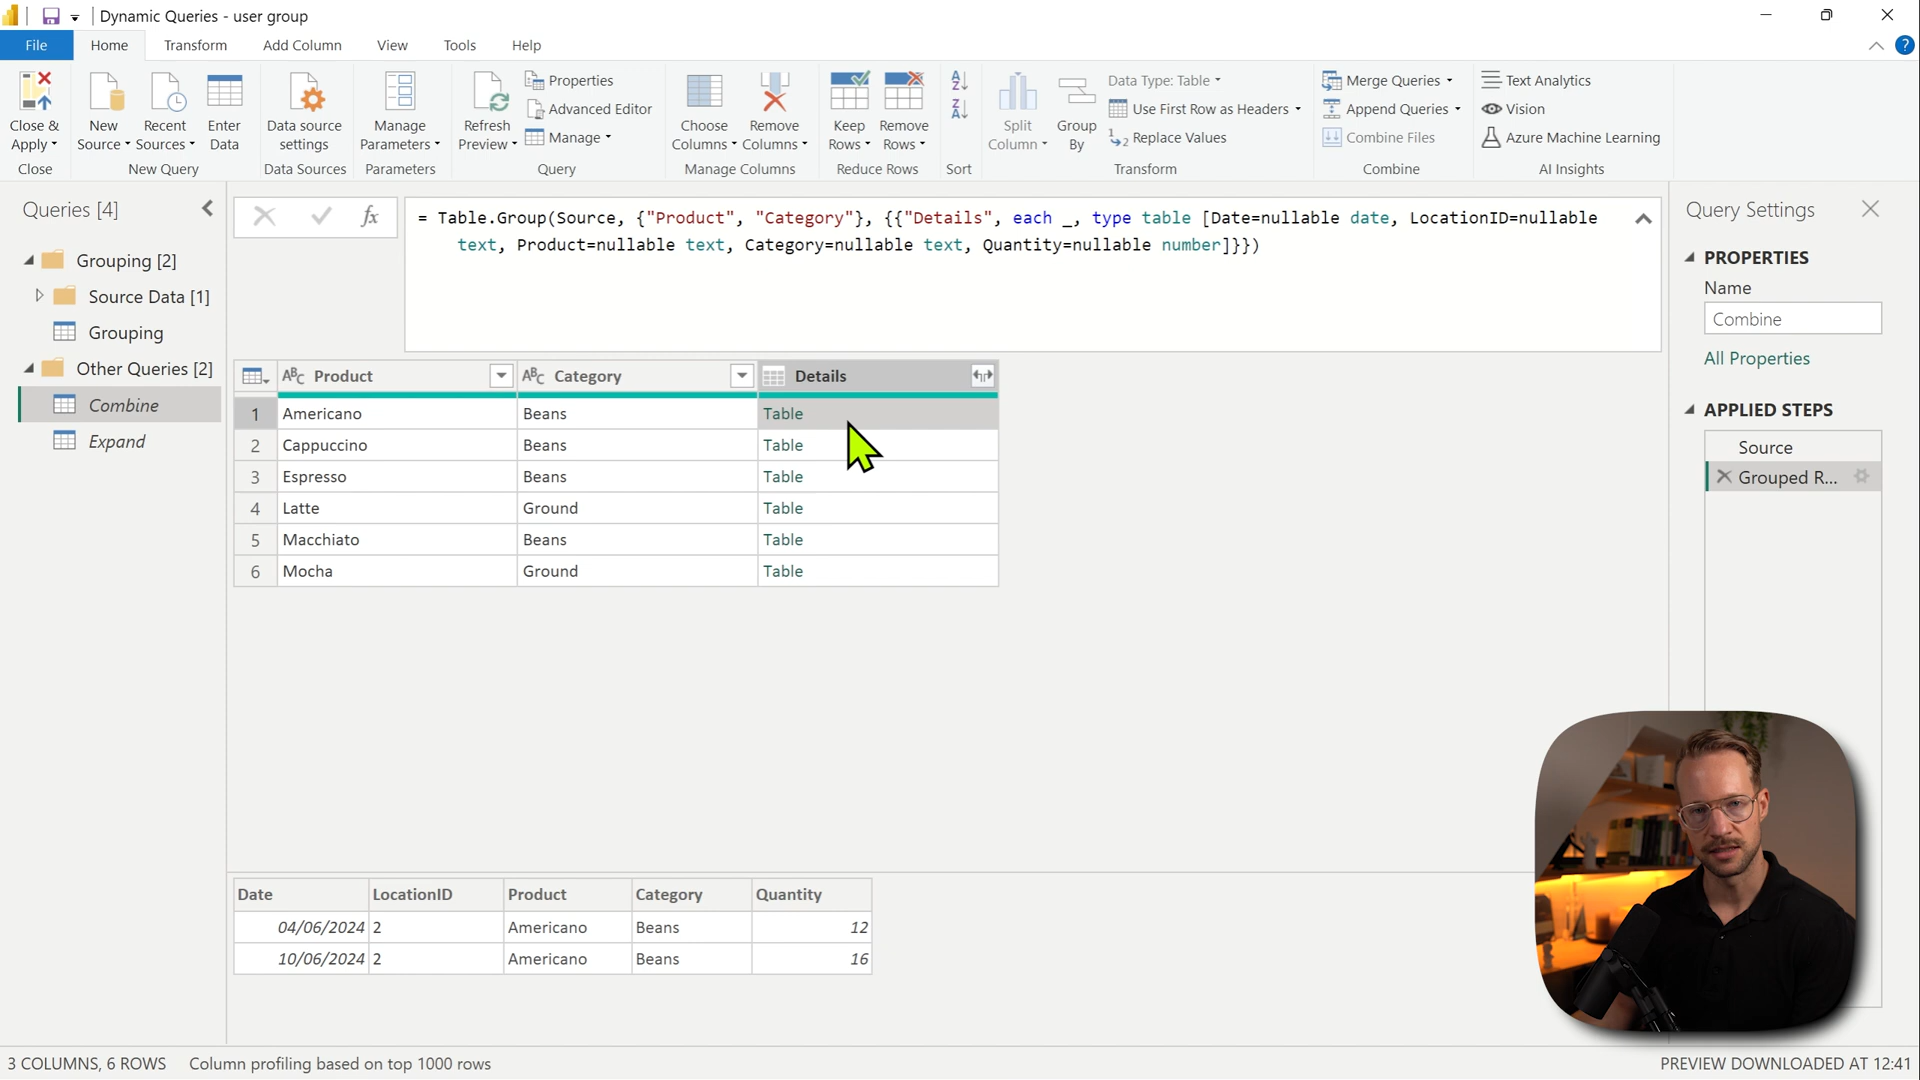 Dynamic Queries - user group
File
Home
Transform
Add Column
View
Tools
Help
?
Close &
Apply
Close
New
Source
Recent
Sources
Enter
Data
New Query
Data source
settings
Data Sources
Manage
Parameters
Parameters
Refresh
Preview
Properties
Advanced Editor
Manage
Query
Choose
Columns
Remove
Columns
Manage Columns
Keep
Rows
Remove
Rows
Reduce Rows
Sort
Split
Column
Group
By
Data Type: Table
Use First Row as Headers
Replace Values
Transform
Merge Queries
Append Queries
Combine Files
Combine
Text Analytics
Vision
Azure Machine Learning
AI Insights
Queries [4]
Grouping [2]
Source Data [1]
Grouping
Other Queries [2]
Combine
Expand
fx
= Table.Group(Source, {"Product", "Category"}, {{"Details", each _, type table [Date=nullable date, LocationID=nullable
text, Product=nullable text, Category=nullable text, Quantity=nullable number]}})
ABC Product
ABC Category
Details
1 Americano Beans Table
2 Cappuccino Beans Table
3 Espresso Beans Table
4 Latte Ground Table
5 Macchiato Beans Table
6 Mocha Ground Table
Date LocationID Product Category Quantity
04/06/2024 2 Americano Beans 12
10/06/2024 2 Americano Beans 16
Query Settings
PROPERTIES
Name
Combine
All Properties
APPLIED STEPS
Source
Grouped R...
3 COLUMNS, 6 ROWS
Column profiling based on top 1000 rows
PREVIEW DOWNLOADED AT 12:41